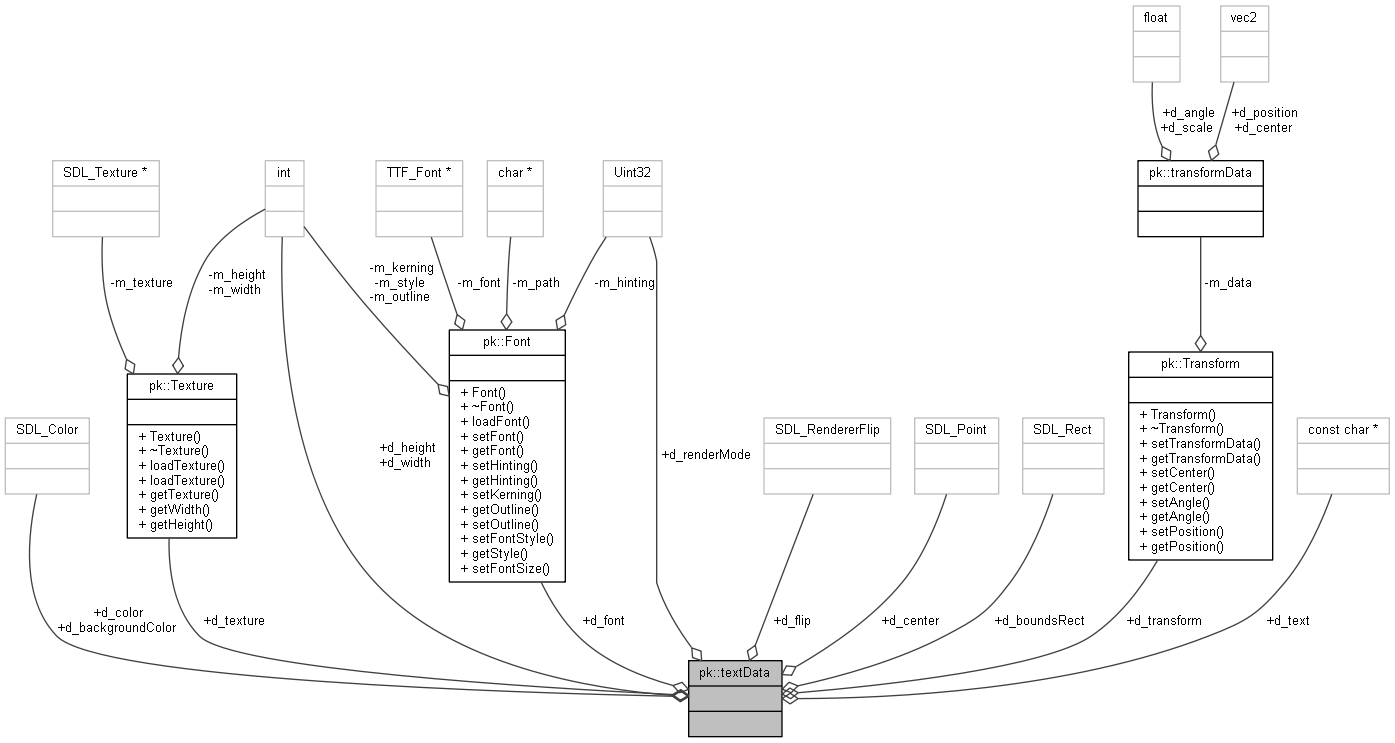 float
vec2
+d_angle
+d_scale
+d_position
+d_center
SDL_Texture *
int
TTF_Font *
char *
Uint32
pk::transformData
-m_texture
-m_height
-m_width
-m_kerning
-m_style
-m_outline
-m_font
-m_path
-m_hinting
-m_data
pk::Texture
+ Texture()
+ ~Texture()
+ loadTexture()
+ loadTexture()
+ getTexture()
+ getWidth()
+ getHeight()
pk::Font
+ Font()
+ ~Font()
+ loadFont()
+ setFont()
+ getFont()
+ setHinting()
+ getHinting()
+ setKerning()
+ getOutline()
+ setOutline()
+ setFontStyle()
+ getStyle()
+ setFontSize()
pk::Transform
+ Transform()
+ ~Transform()
+ setTransformData()
+ getTransformData()
+ setCenter()
+ getCenter()
+ setAngle()
+ getAngle()
+ setPosition()
+ getPosition()
SDL_Color
+d_height
+d_width
+d_renderMode
SDL_RendererFlip
SDL_Point
SDL_Rect
const char *
+d_color
+d_backgroundColor
+d_texture
+d_font
+d_flip
+d_center
+d_boundsRect
+d_transform
+d_text
pk::textData